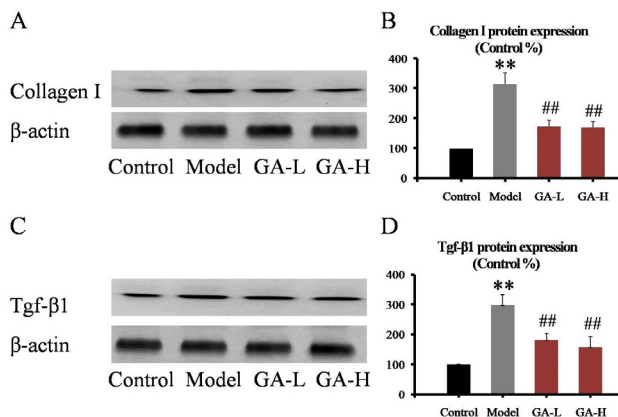 A
Collagen I
β-actin
Control Model GA-L GA-H
B
Collagen I protein expression
(Control %)
400
300
200
100
0
**
##
##
Control Model GA-L GA-H
C
Tgf-β1
β-actin
Control Model GA-L GA-H
D
Tgf-β1 protein expression
(Control %)
400
300
200
100
0
**
##
##
Control Model GA-L GA-H